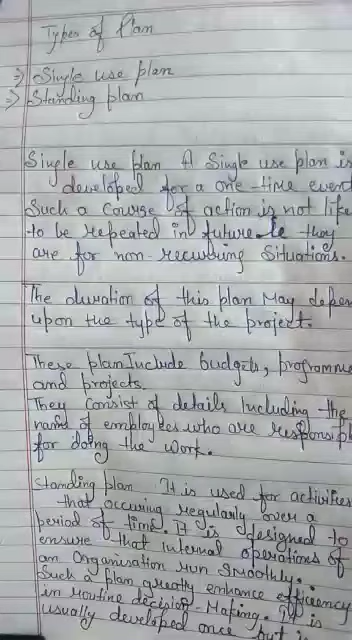 Types of Plan
=> Single use plan
=> Standing plan
Single use plan A Single use plan is
developed for a one-time event
Such a course of action is not like
to be repeated in future ie they
are for non-recurring situations.
The duration of this plan May depen
upon the type of the project.
These plan Include budgets, programme
and projects.
They consist of details Including the
name of employees who are responsibl
for doing the work.
Standing plan It is used for activities
that occuring regularly over a
period of time. It is designed to
ensure that internal operations of
an Organisation run smoothly.
Such a plan greatly enhance efficiency
in routine decision-Making. It is
usually developed once but is